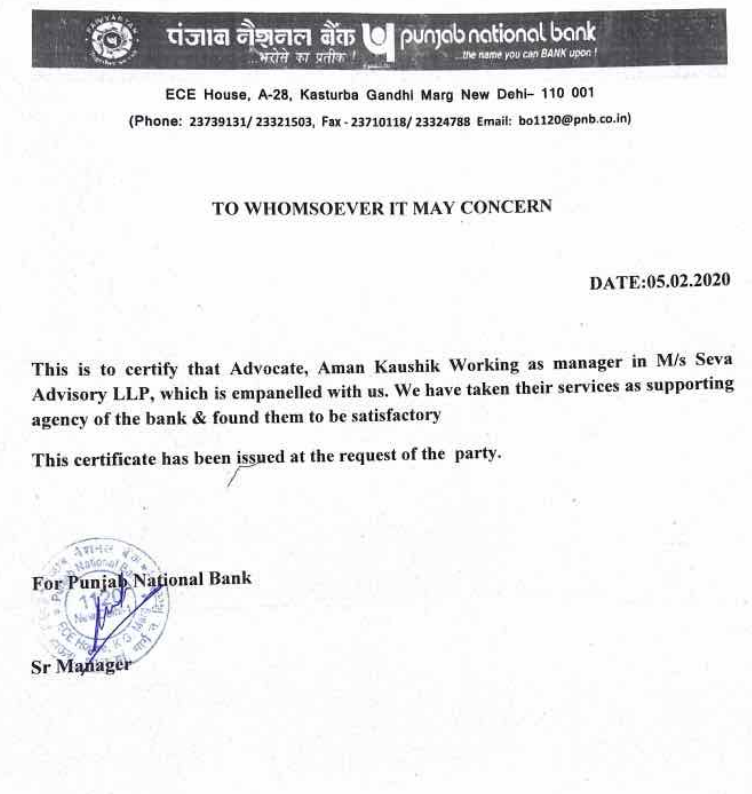 पंजाब नैशनल बैंक punjab national bank
...भरोसे का प्रतीक ! ...the name you can BANK upon !
ECE House, A-28, Kasturba Gandhi Marg New Dehi– 110 001
(Phone: 23739131/ 23321503, Fax - 23710118/ 23324788 Email: bo1120@pnb.co.in)
TO WHOMSOEVER IT MAY CONCERN
DATE:05.02.2020
This is to certify that Advocate, Aman Kaushik Working as manager in M/s Seva
Advisory LLP, which is empanelled with us. We have taken their services as supporting
agency of the bank & found them to be satisfactory
This certificate has been issued at the request of the party.
नैशनल बैंक
Punjab National
1120
New
ECE House, K G
For Punjab National Bank
Sr Manager